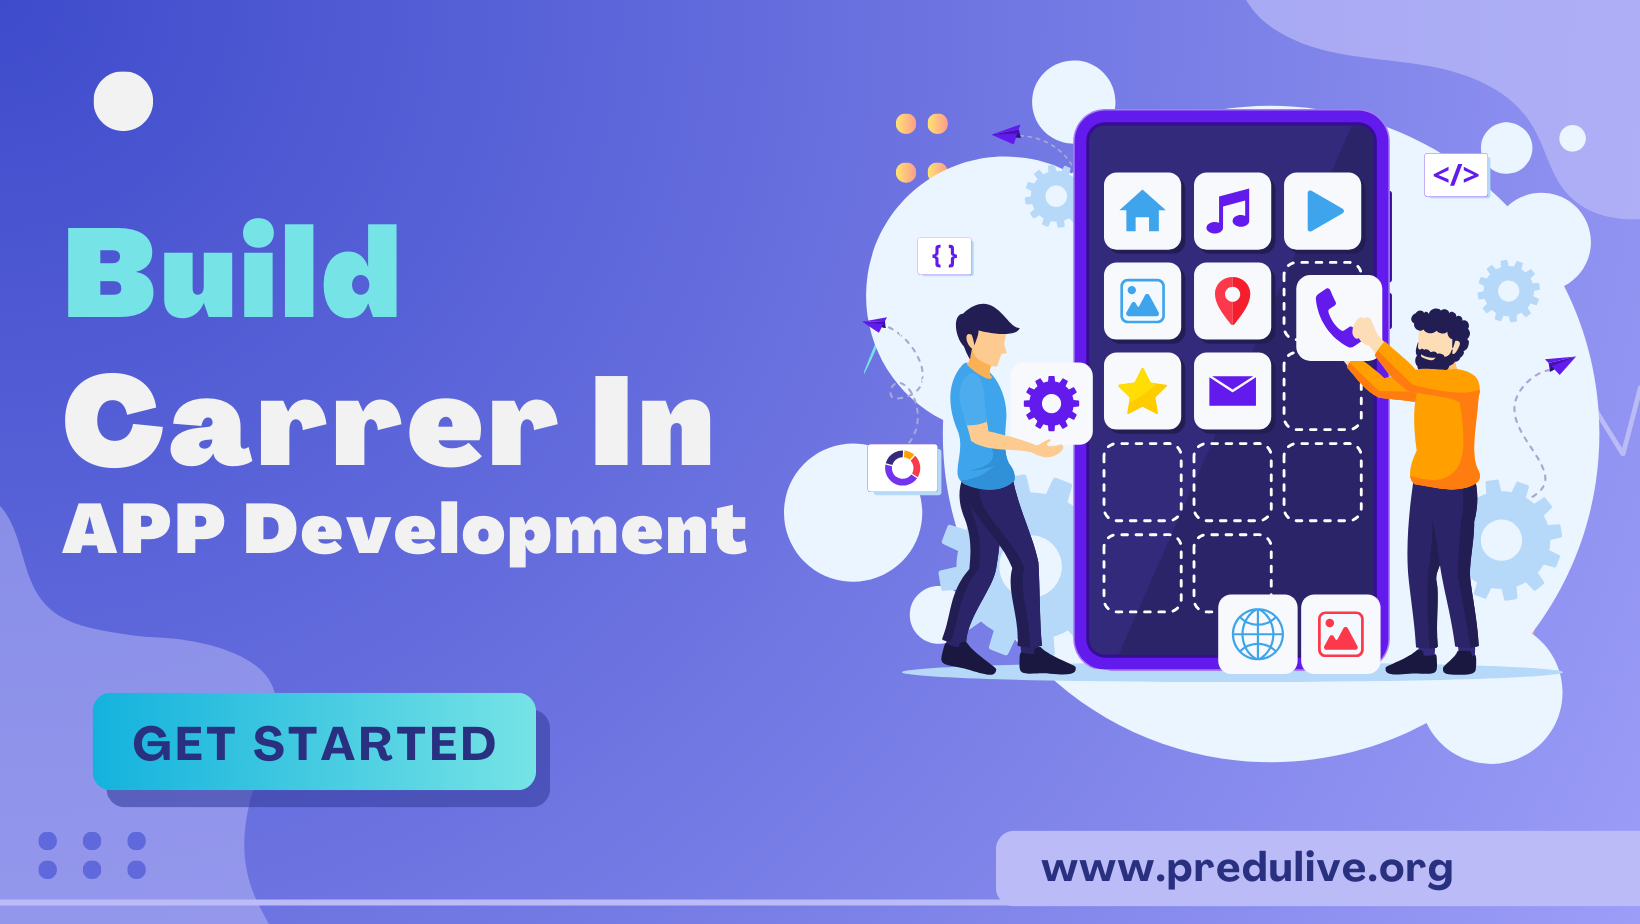 Build
Carrer In
APP Development
GET STARTED
{ }
</>
www.predulive.org